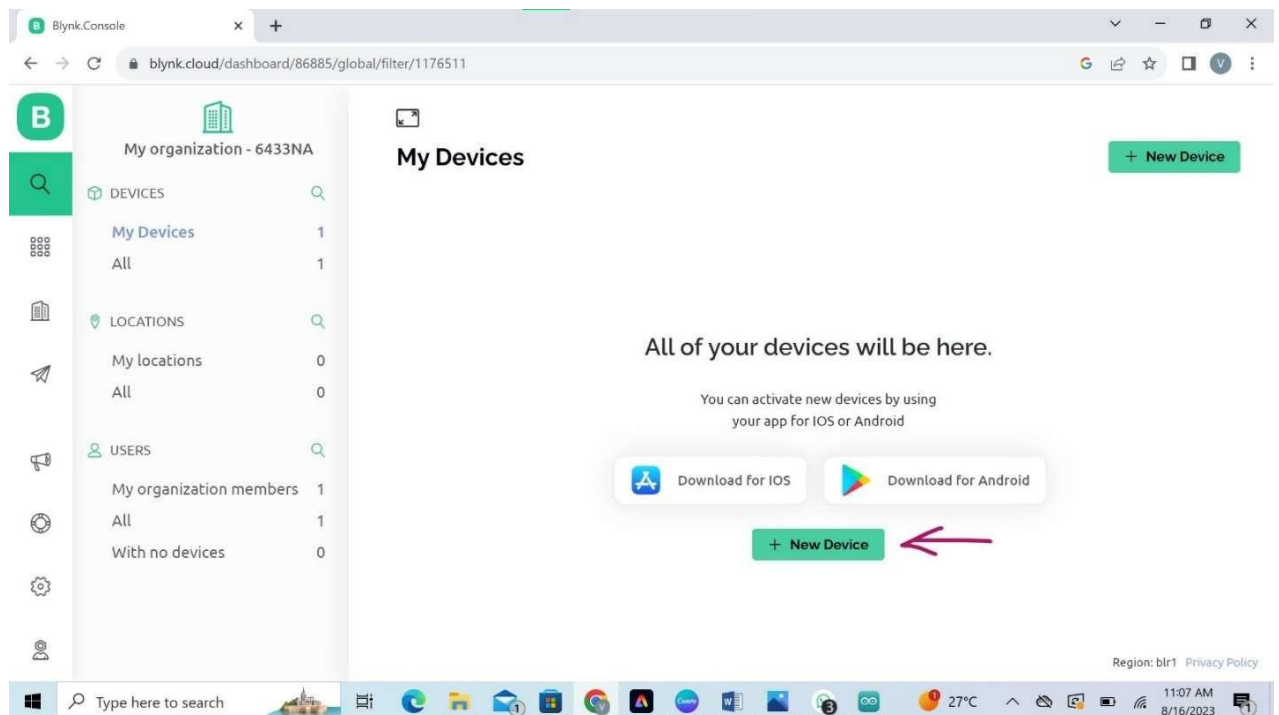 B Blynk.Console
blynk.cloud/dashboard/86885/global/filter/1176511
G
V
B
My organization - 6433NA
DEVICES
My Devices 1
All 1
LOCATIONS
My locations 0
All 0
USERS
My organization members 1
All 1
With no devices 0
My Devices
+ New Device
All of your devices will be here.
You can activate new devices by using
your app for IOS or Android
Download for IOS
Download for Android
+ New Device
Region: blr1 Privacy Policy
Type here to search
1
Canva
W
3
27°C
11:07 AM
8/16/2023
1